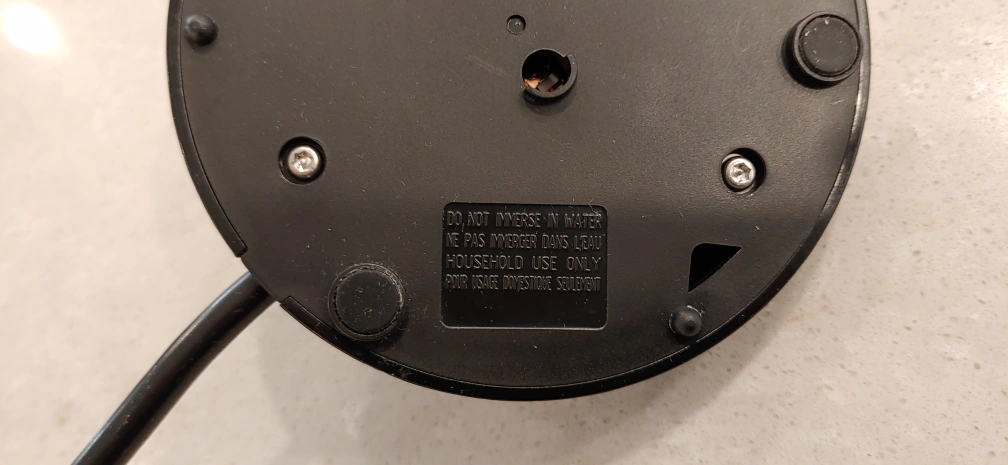 DO NOT IMMERSE IN WATER
NE PAS IMMERGER DANS L'EAU
HOUSEHOLD USE ONLY
POUR USAGE DOMESTIQUE SEULEMENT